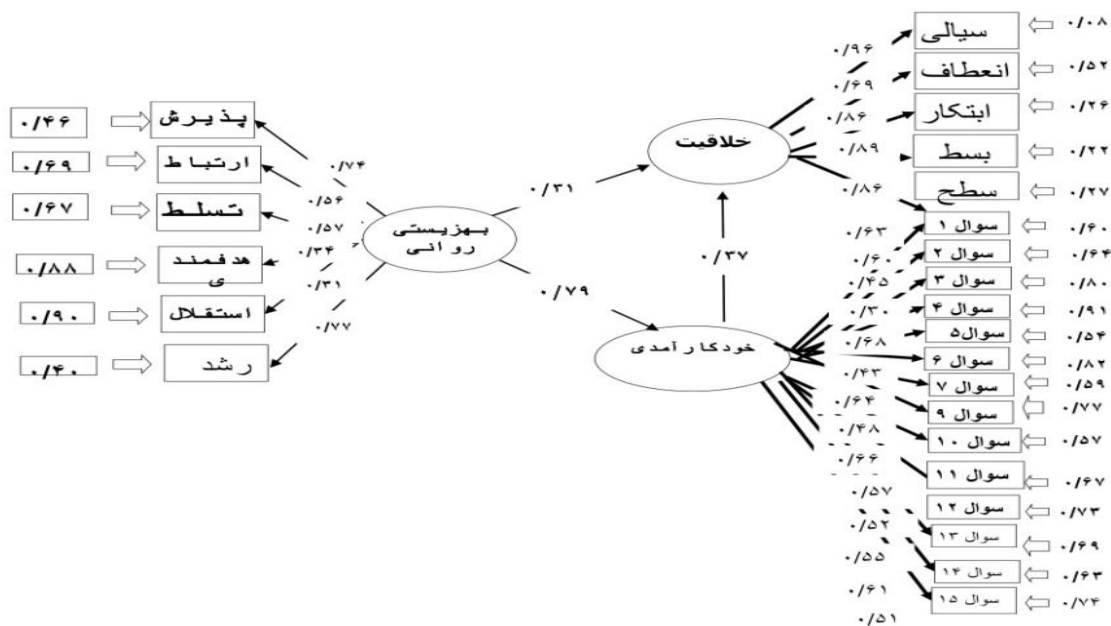 سیالی
۰/۰۸
انعطاف
۰/۵۲
ابتکار
۰/۲۶
بسط
۰/۲۲
سطح
۰/۲۷
۰/۹۶
۰/۶۹
۰/۸۶
۰/۸۹
۰/۸۶
خلاقیت
پذیرش
۰/۴۶
ارتباط
۰/۶۹
تسلط
۰/۶۷
هدفمند
ی
۰/۸۸
استقلال
۰/۹۰
رشد
۰/۴۰
۰/۷۴
۰/۵۶
۰/۵۷
۰/۳۴
۰/۳۱
۰/۷۷
بهزیستی
روانی
۰/۳۱
۰/۷۹
۰/۳۷
خودکارآمدی
۰/۶۳
۰/۶۰
۰/۴۵
۰/۳۰
۰/۶۸
۰/۴۳
۰/۶۴
۰/۴۸
۰/۶۶
۰/۵۷
۰/۵۲
۰/۵۵
۰/۶۱
۰/۵۱
سوال ۱
۰/۶۰
سوال ۲
۰/۶۴
سوال ۳
۰/۸۰
سوال ۴
۰/۹۱
سوال۵
۰/۵۴
سوال ۶
۰/۸۲
سوال ۷
۰/۵۹
سوال ۹
۰/۷۷
سوال ۱۰
۰/۵۷
سوال ۱۱
۰/۶۷
سوال ۱۲
۰/۷۳
سوال ۱۳
۰/۶۹
سوال ۱۴
۰/۶۳
سوال ۱۵
۰/۷۴